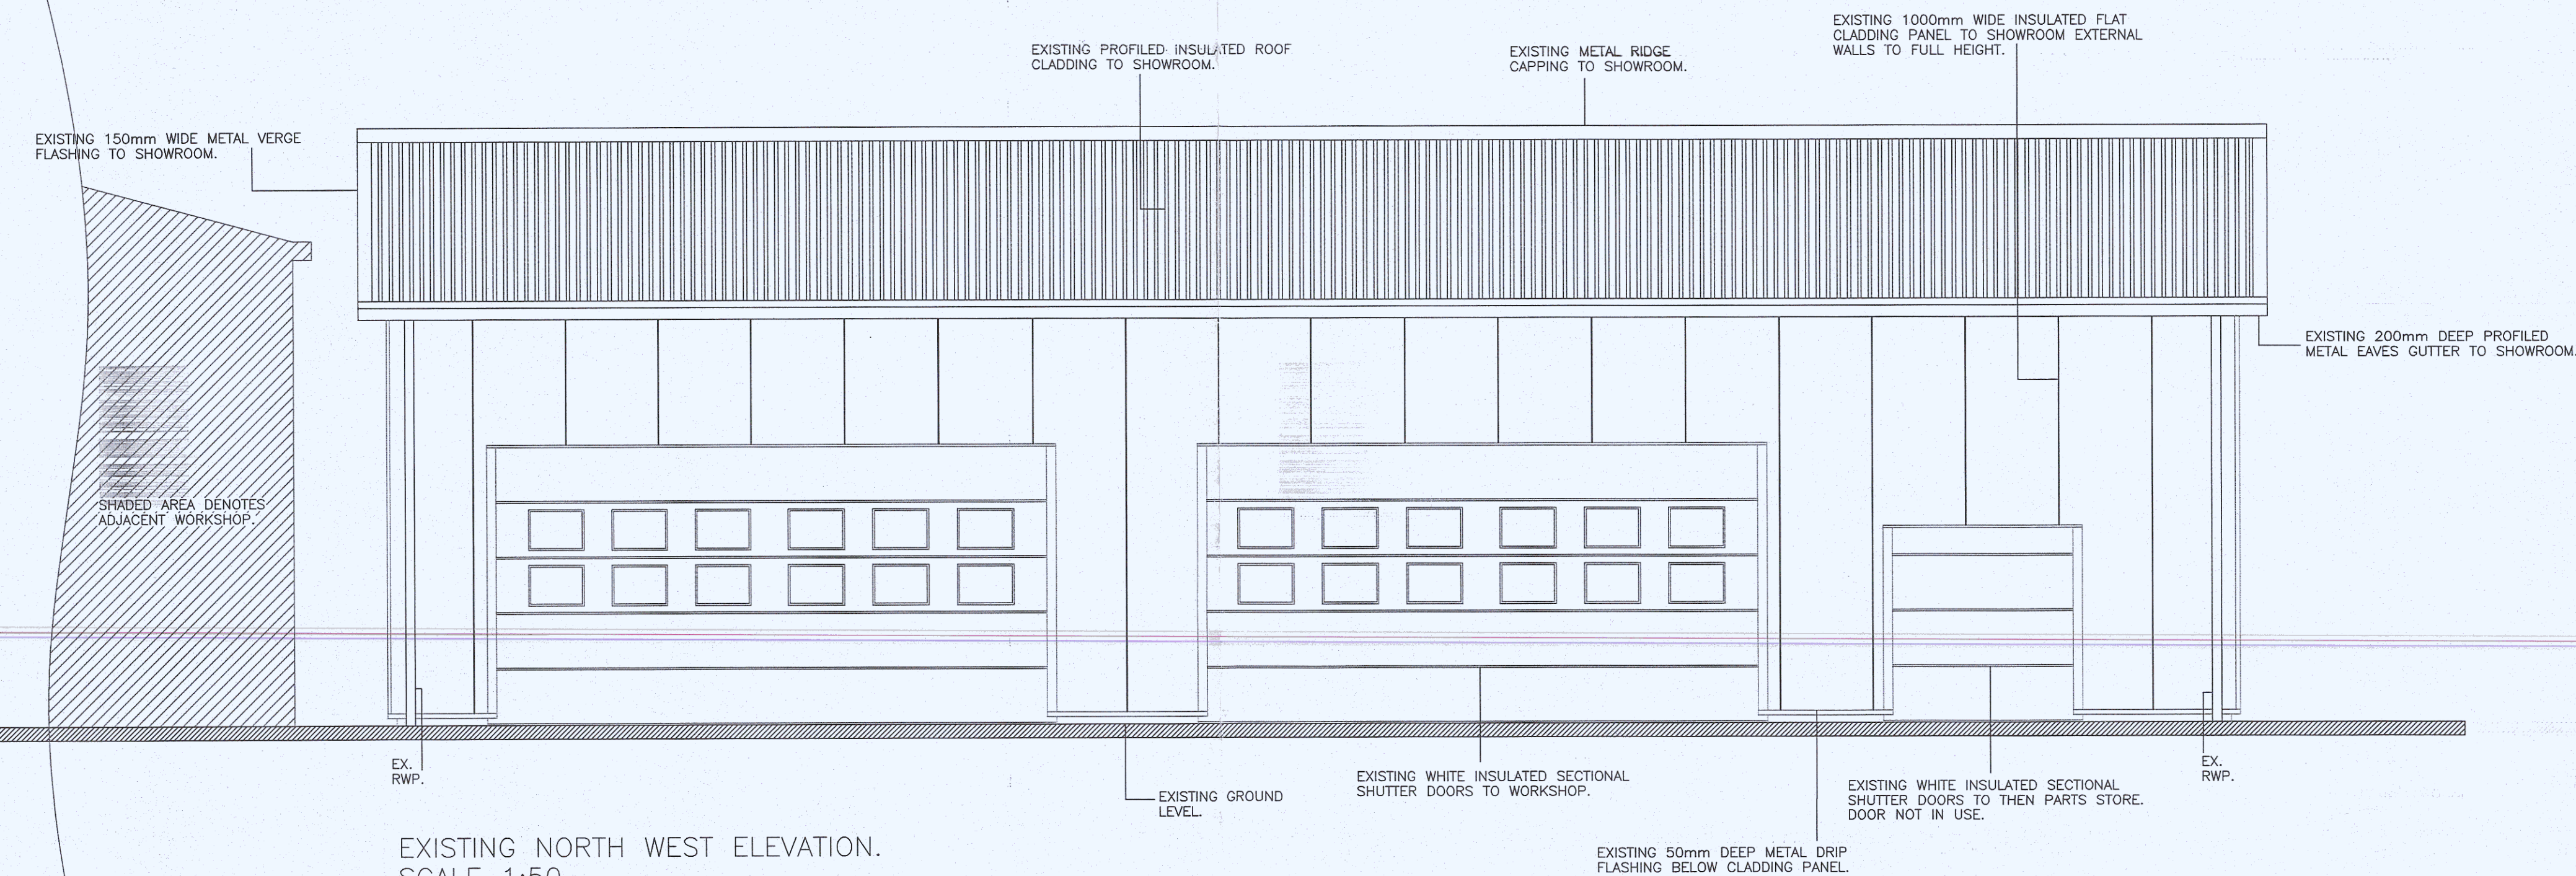 EXISTING 1000mm WIDE INSULATED FLAT
CLADDING PANEL TO SHOWROOM EXTERNAL
WALLS TO FULL HEIGHT.
EXISTING PROFILED INSULATED ROOF
CLADDING TO SHOWROOM.
EXISTING METAL RIDGE
CAPPING TO SHOWROOM.
EXISTING 150mm WIDE METAL VERGE
FLASHING TO SHOWROOM.
EXISTING 200mm DEEP PROFILED
METAL EAVES GUTTER TO SHOWROOM.
SHADED AREA DENOTES
ADJACENT WORKSHOP.
EX.
RWP.
EXISTING GROUND
LEVEL.
EXISTING WHITE INSULATED SECTIONAL
SHUTTER DOORS TO WORKSHOP.
EXISTING WHITE INSULATED SECTIONAL
SHUTTER DOORS TO THEN PARTS STORE.
DOOR NOT IN USE.
EX.
RWP.
EXISTING 50mm DEEP METAL DRIP
FLASHING BELOW CLADDING PANEL.
EXISTING NORTH WEST ELEVATION.
SCALE 1:50